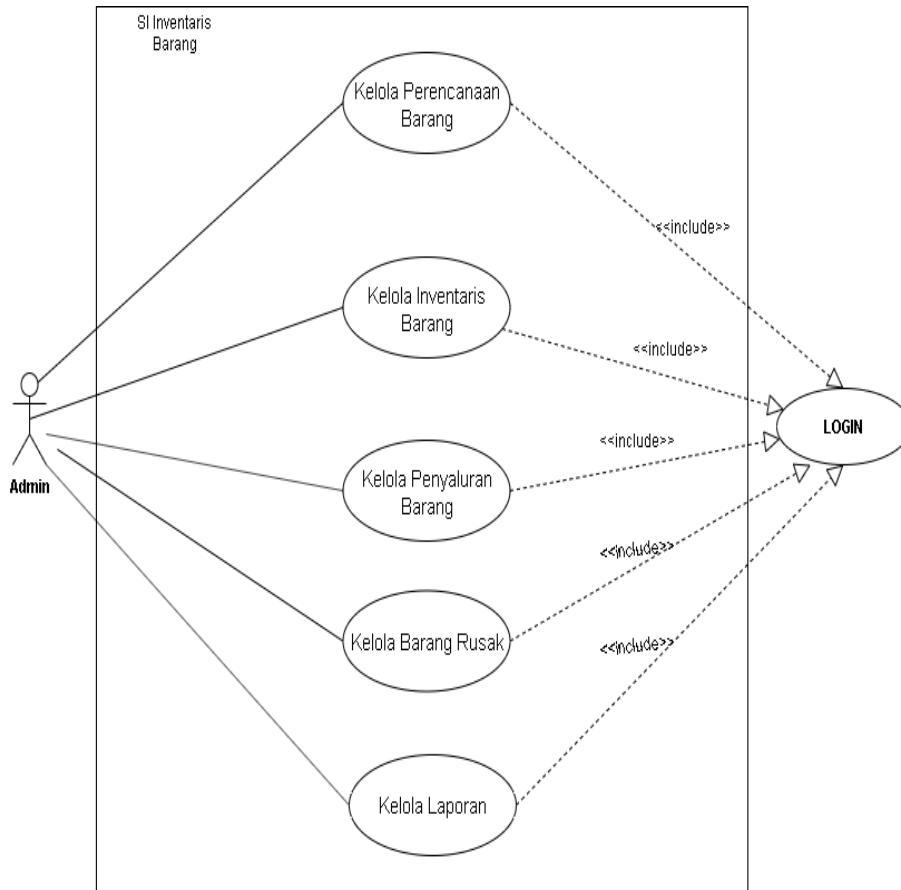 SI Inventaris
Barang
Kelola Perencanaan
Barang
<<include>>
Kelola Inventaris
Barang
<<include>>
LOGIN
<<include>>
Kelola Penyaluran
Barang
Admin
<<include>>
Kelola Barang Rusak
<<include>>
Kelola Laporan